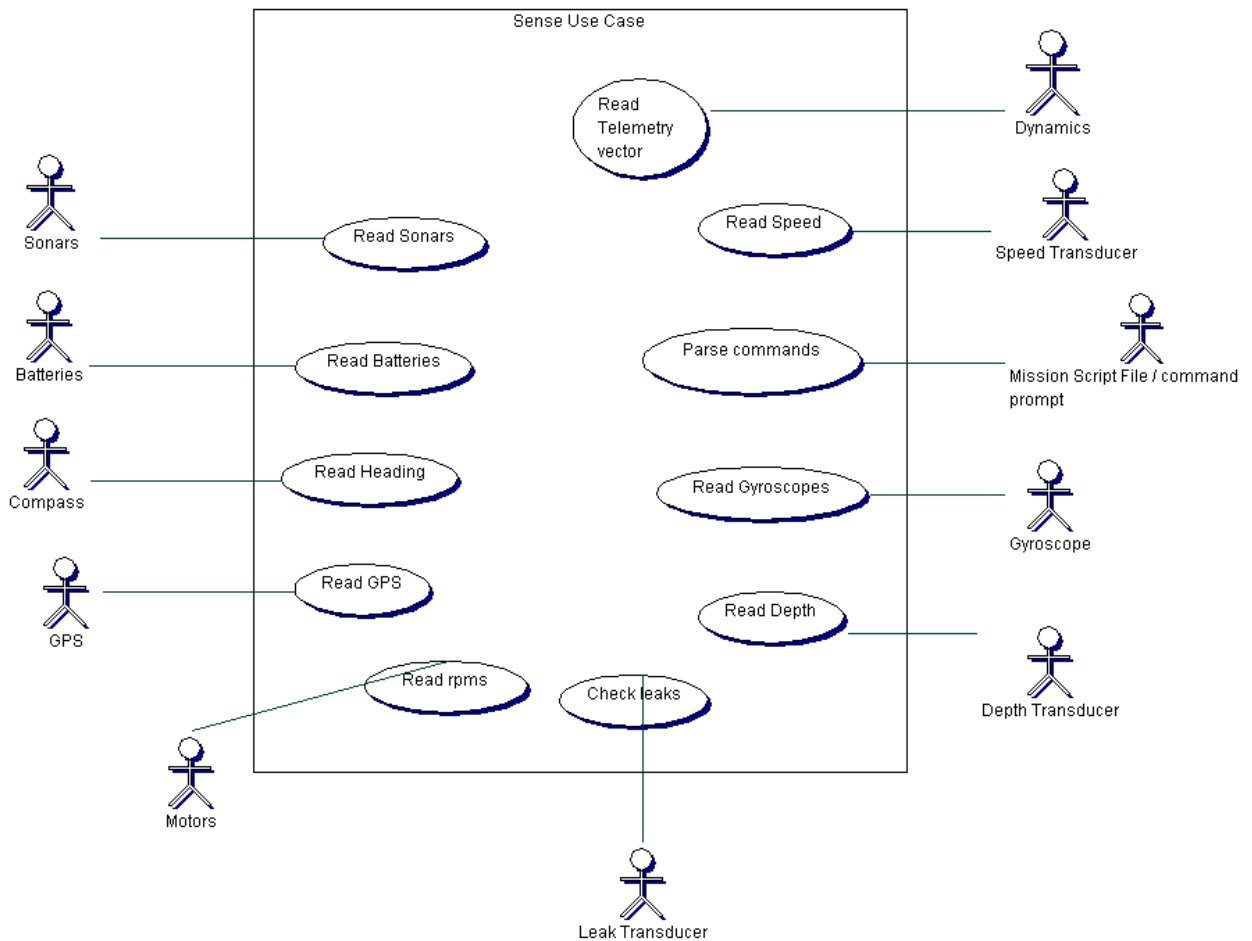 Sense Use Case
Read
Telemetry
vector
Dynamics
Sonars
Read Sonars
Read Speed
Speed Transducer
Batteries
Read Batteries
Parse commands
Mission Script File / command
prompt
Compass
Read Heading
Read Gyroscopes
Gyroscope
GPS
Read GPS
Read Depth
Depth Transducer
Read rpms
Check leaks
Motors
Leak Transducer